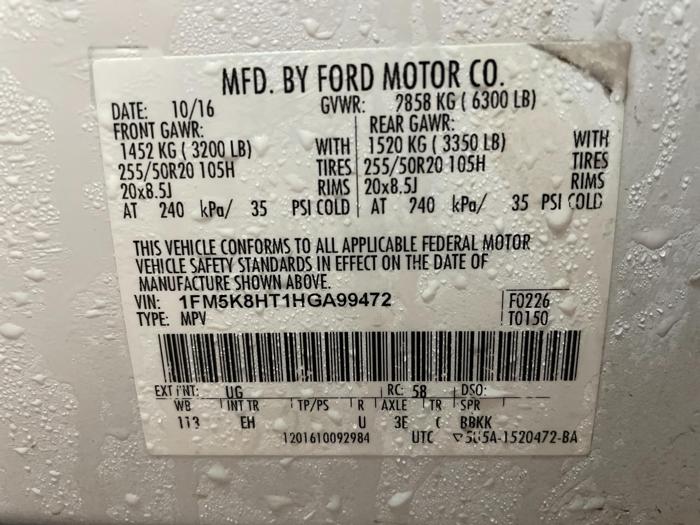 MFD. BY FORD MOTOR CO.
DATE: 10/16 GVWR: 2858 KG ( 6300 LB)
FRONT GAWR: REAR GAWR:
1452 KG ( 3200 LB) WITH 1520 KG ( 3350 LB) WITH
255/50R20 105H TIRES 255/50R20 105H TIRES
20x8.5J RIMS 20x8.5J RIMS
AT 240 kPa/ 35 PSI COLD AT 240 kPa/ 35 PSI COLD
THIS VEHICLE CONFORMS TO ALL APPLICABLE FEDERAL MOTOR
VEHICLE SAFETY STANDARDS IN EFFECT ON THE DATE OF
MANUFACTURE SHOWN ABOVE.
VIN: 1FM5K8HT1HGA99472 F0226
TYPE: MPV T0150
EXT PNT: UG RC: 58 DSO:
WB INT TR TP/PS R AXLE TR SPR
113 EH U 3E BBKK
1201610092984 UTC ▽5U5A-1520472-BA